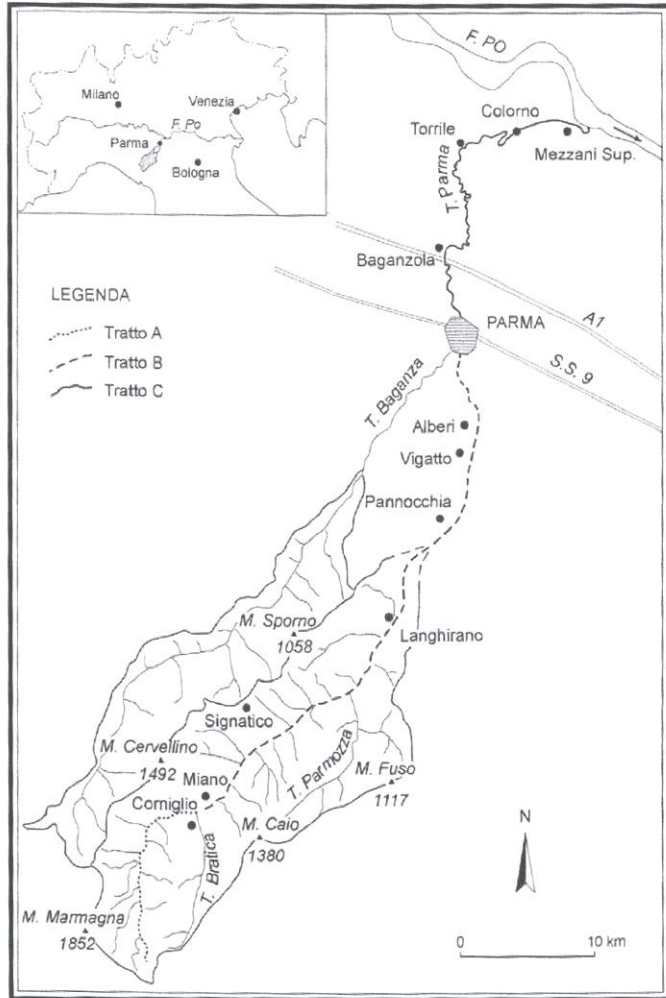 Milano
Venezia
F. Po
Parma
Bologna
F. PO
Colorno
Torrile
Mezzani Sup.
T. Parma
Baganzola
LEGENDA
Tratto A
Tratto B
Tratto C
PARMA
A1
S.S. 9
T. Baganza
Alberi
Vigatto
Pannocchia
M. Sporno
1058
Langhirano
Signatico
M. Cervellino
1492
Miano
T. Parmozza
M. Fuso
1117
Corniglio
M. Caio
1380
T. Bratica
N
M. Marmagna
1852
0 10 km